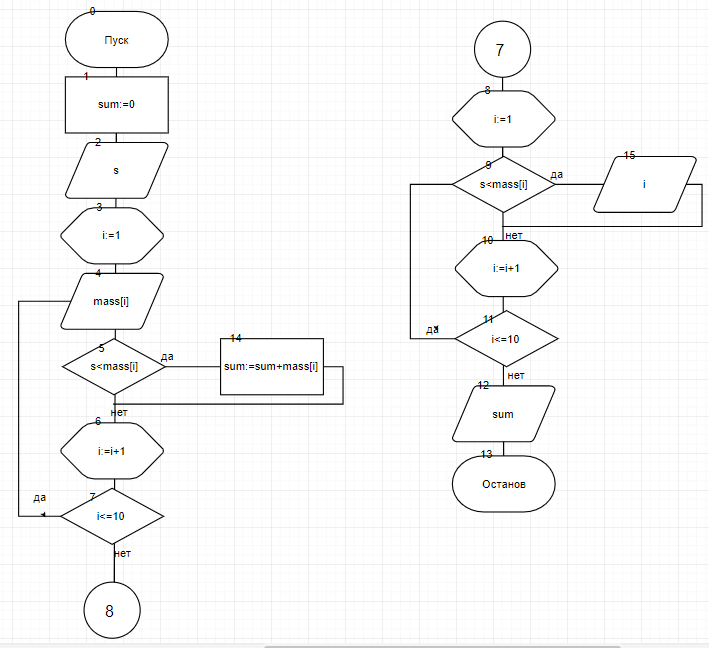 0
Пуск
1
sum:=0
2
s
3
i:=1
4
mass[i]
5
s<mass[i]
да
14
sum:=sum+mass[i]
нет
6
i:=i+1
да
7
i<=10
нет
8
7
8
i:=1
9
s<mass[i]
да
15
i
нет
10
i:=i+1
11
да
i<=10
нет
12
sum
13
Останов